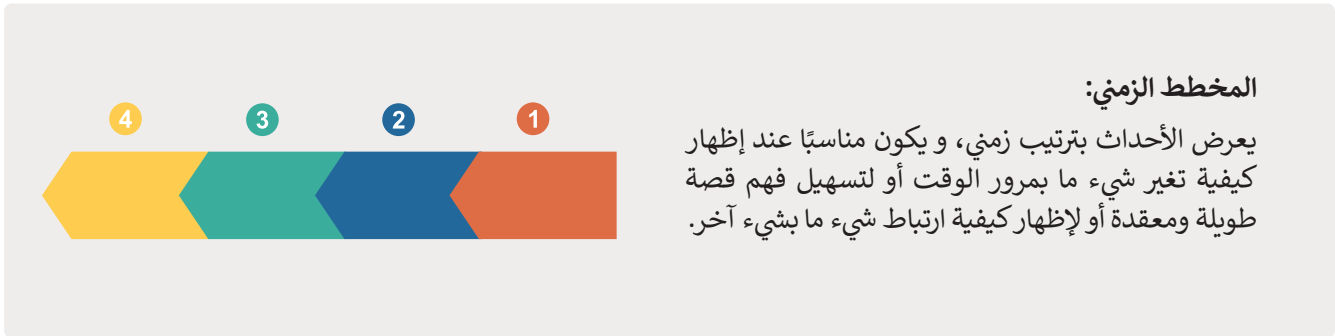 المخطط الزمني:
يعرض الأحداث بترتيب زمني، و يكون مناسبًا عند إظهار
كيفية تغير شيء ما بمرور الوقت أو لتسهيل فهم قصة
طويلة ومعقدة أو لإظهار كيفية ارتباط شيء ما بشيء آخر.
1
2
3
4